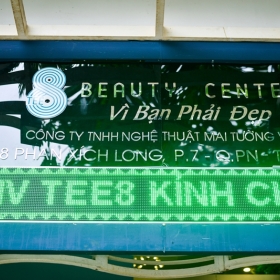 8 BEAUTY CENTE
Vì Bạn Phải Đẹp
CÔNG TY TNHH NGHỆ THUẬT MAI TƯỜNG V
8 PHAN XÍCH LONG, P.7 - Q.PN - T
TEE8 KÍNH C